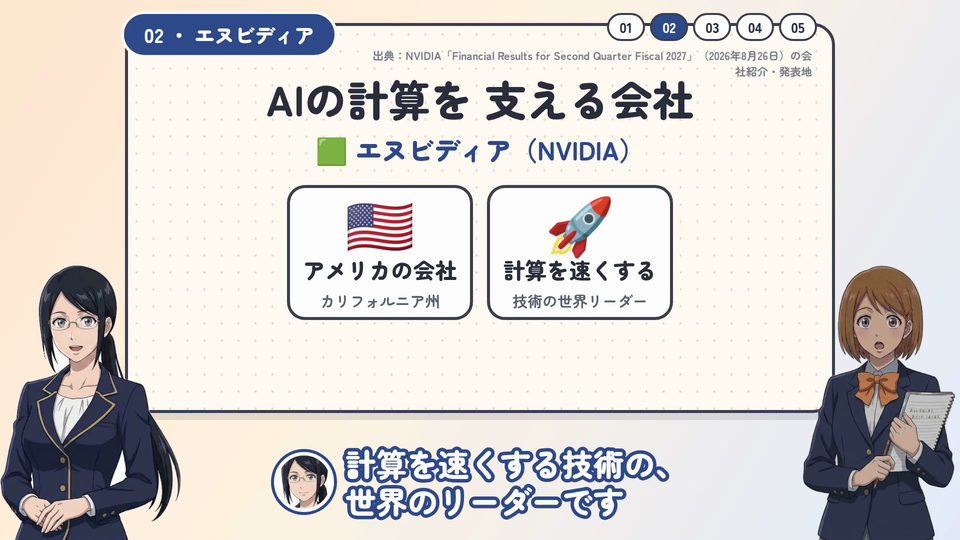 02 ・ エヌビディア
01 02 03 04 05
出典：NVIDIA「Financial Results for Second Quarter Fiscal 2027」（2026年8月26日）の会
社紹介・発表地
AIの計算を 支える会社
エヌビディア（NVIDIA）
アメリカの会社
カリフォルニア州
計算を速くする
技術の世界リーダー
計算を速くする技術の、
世界のリーダーです